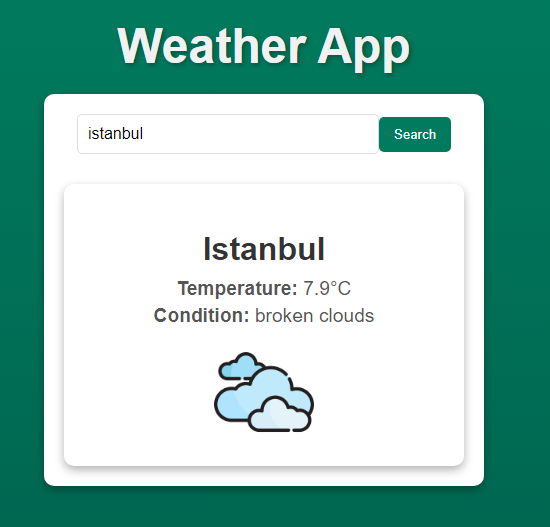 Weather App
istanbul
Search
Istanbul
Temperature: 7.9°C
Condition: broken clouds